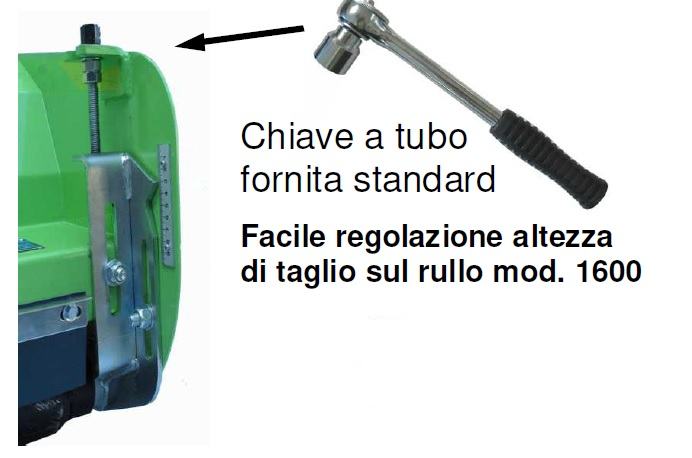 Chiave a tubo
fornita standard
Facile regolazione altezza
di taglio sul rullo mod. 1600